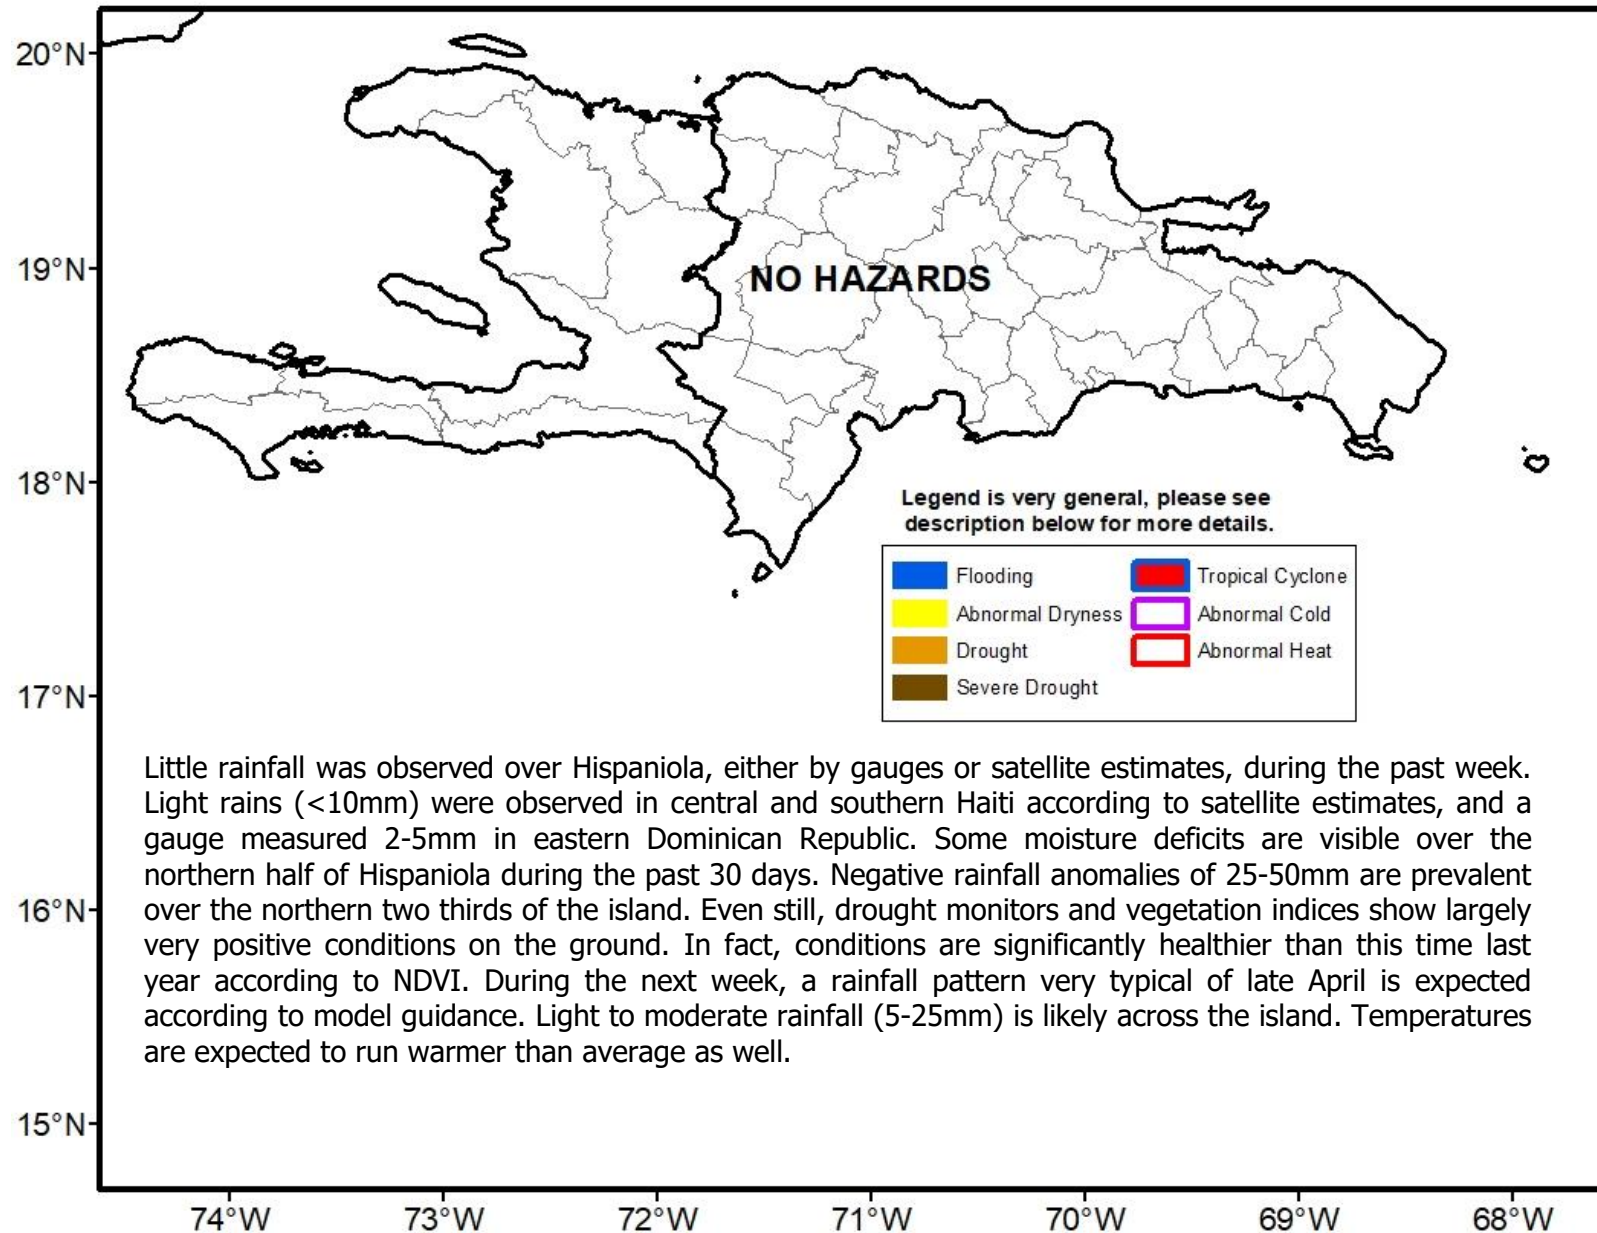 20°N
19°N
NO HAZARDS
18°N
Legend is very general, please see
description below for more details.
Flooding
Tropical Cyclone
Abnormal Dryness
Abnormal Cold
Drought
Abnormal Heat
Severe Drought
17°N
Little rainfall was observed over Hispaniola, either by gauges or satellite estimates, during the past week.
Light rains (<10mm) were observed in central and southern Haiti according to satellite estimates, and a
gauge measured 2-5mm in eastern Dominican Republic. Some moisture deficits are visible over the
northern half of Hispaniola during the past 30 days. Negative rainfall anomalies of 25-50mm are prevalent
over the northern two thirds of the island. Even still, drought monitors and vegetation indices show largely
very positive conditions on the ground. In fact, conditions are significantly healthier than this time last
year according to NDVI. During the next week, a rainfall pattern very typical of late April is expected
according to model guidance. Light to moderate rainfall (5-25mm) is likely across the island. Temperatures
are expected to run warmer than average as well.
16°N
15°N
74°W
73°W
72°W
71°W
70°W
69°W
68°W